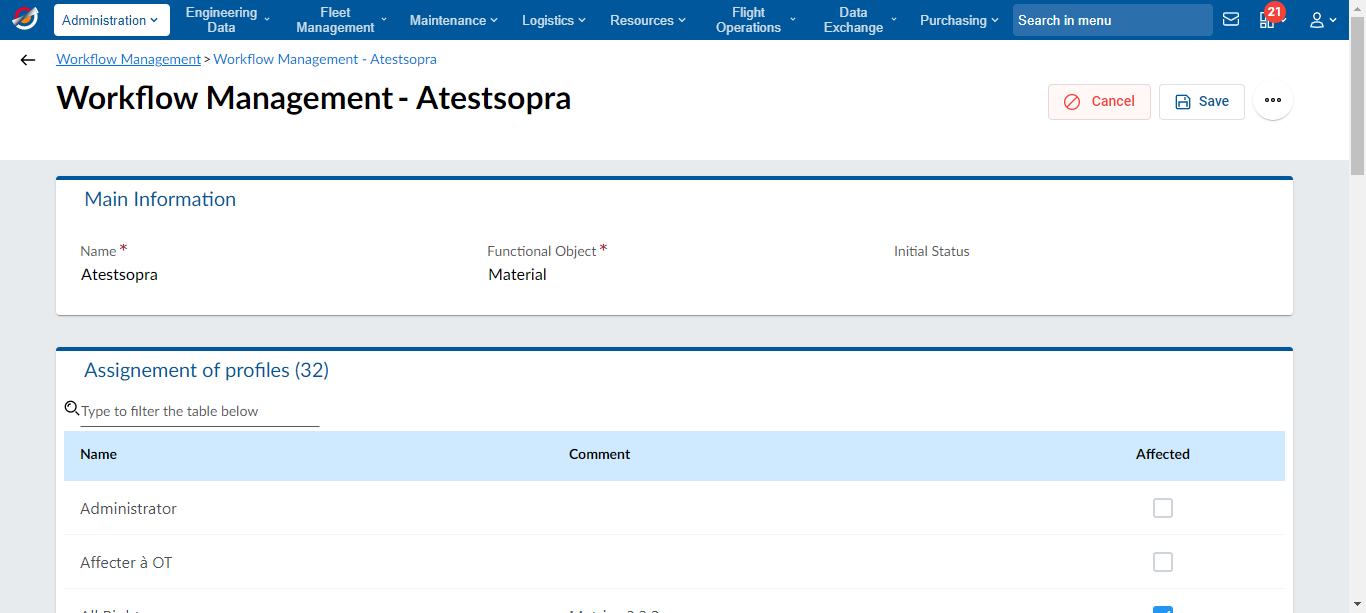 Administration
Engineering
Data
Fleet
Management
Maintenance
Logistics
Resources
Flight
Operations
Data
Exchange
Purchasing
Search in menu
21
Workflow Management > Workflow Management - Atestsopra
Workflow Management - Atestsopra
Cancel
Save
Main Information
Name *
Functional Object *
Initial Status
Atestsopra
Material
Assignement of profiles (32)
Type to filter the table below
Name
Comment
Affected
Administrator
Affecter à OT